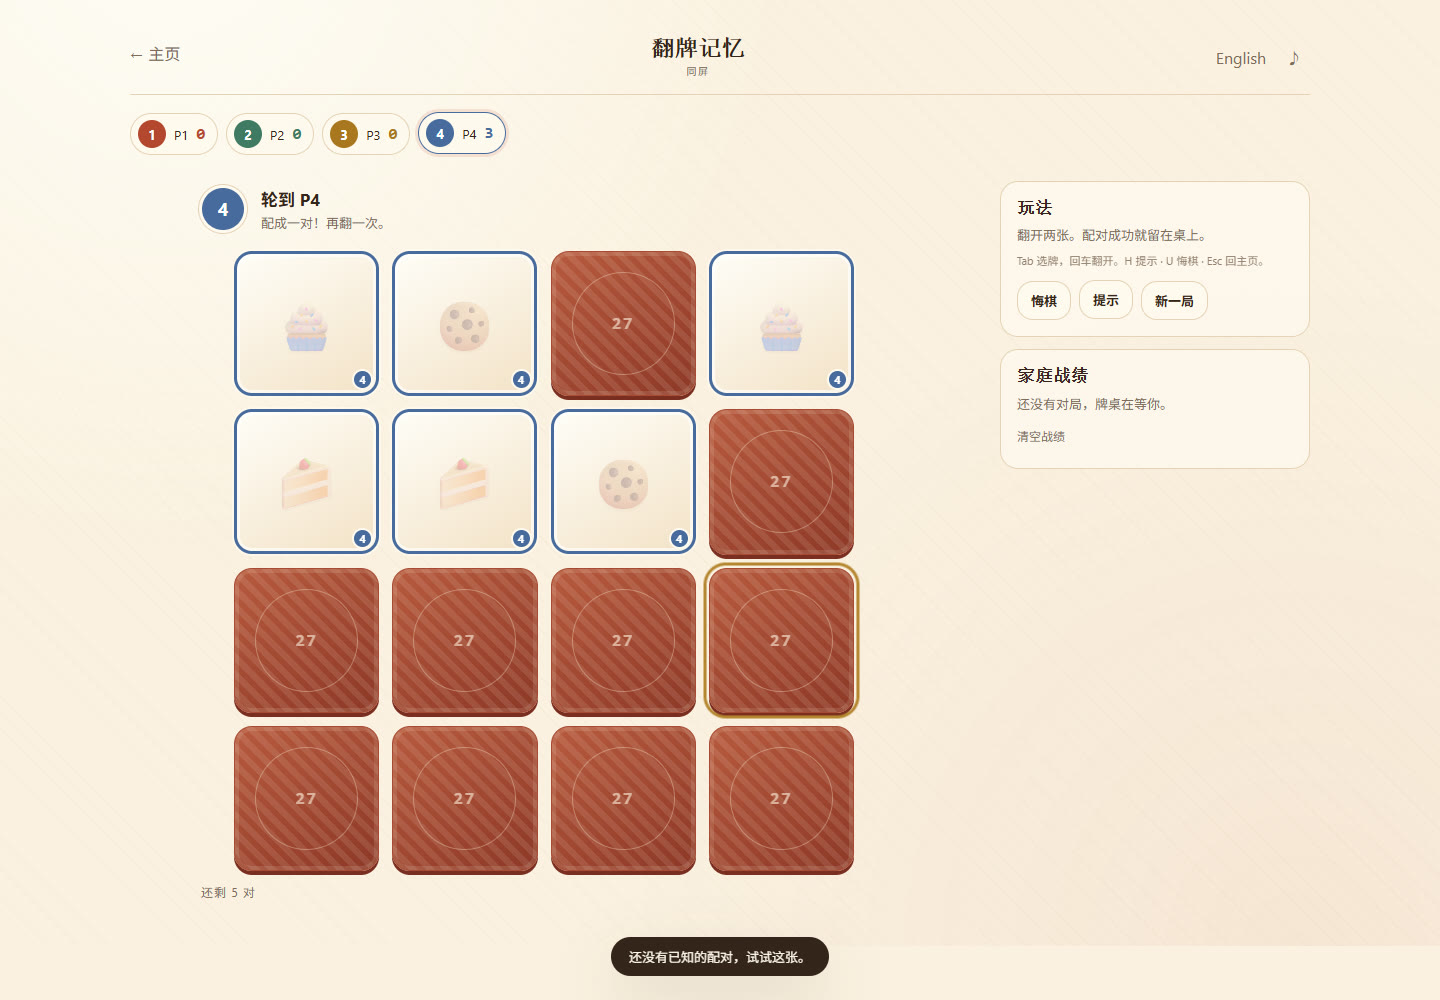 ← 主页
翻牌记忆
同屏
English ♪
1 P1 0 2 P2 0 3 P3 0 4 P4 3
4
轮到 P4
配成一对！再翻一次。
4 4 27 4
4 4 4 27
27 27 27 27
27 27 27 27
还剩 5 对
玩法
翻开两张。配对成功就留在桌上。
Tab 选牌，回车翻开。H 提示 · U 悔棋 · Esc 回主页。
悔棋 提示 新一局
家庭战绩
还没有对局，牌桌在等你。
清空战绩
还没有已知的配对，试试这张。